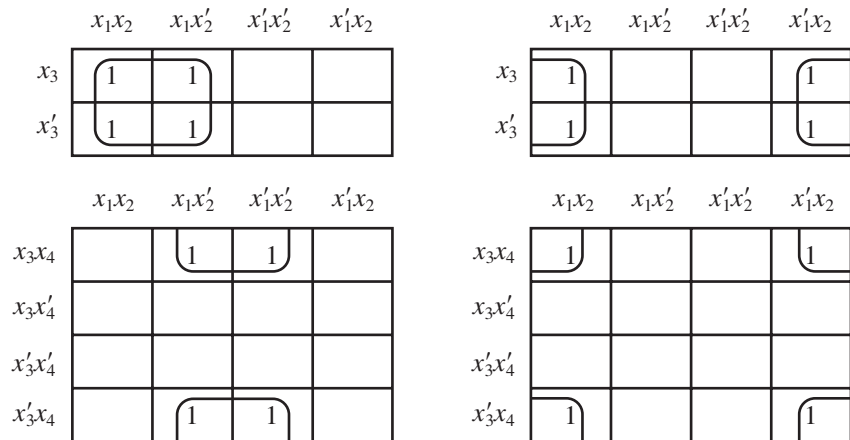 x₁x₂ x₁x₂′ x₁′x₂′ x₁′x₂
x₃ 1 1
x₃′ 1 1
x₁x₂ x₁x₂′ x₁′x₂′ x₁′x₂
x₃ 1 1
x₃′ 1 1
x₁x₂ x₁x₂′ x₁′x₂′ x₁′x₂
x₃x₄ 1 1
x₃x₄′
x₃′x₄′
x₃′x₄ 1 1
x₁x₂ x₁x₂′ x₁′x₂′ x₁′x₂
x₃x₄ 1 1
x₃x₄′
x₃′x₄′
x₃′x₄ 1 1